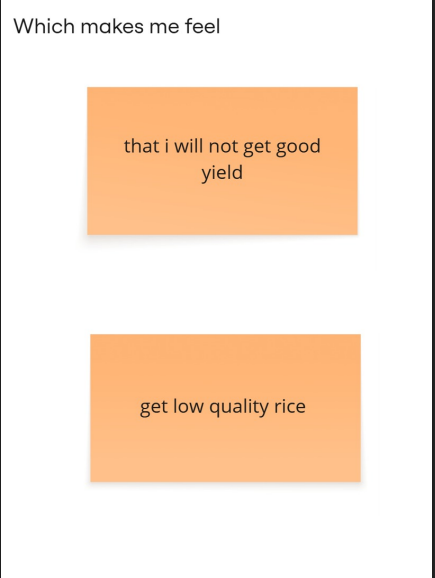 Which makes me feel
that i will not get good
yield
get low quality rice